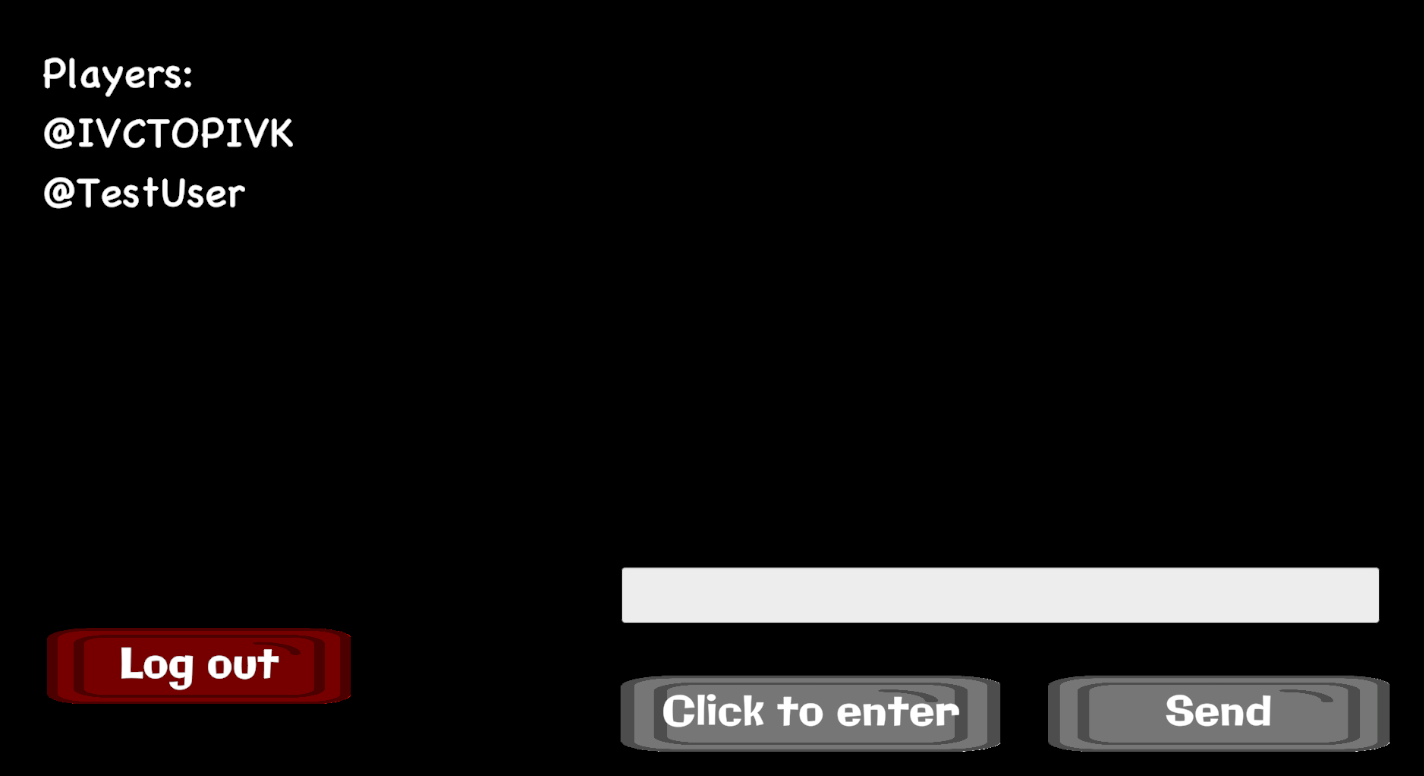 Players:
@IVCTOPIVK
@TestUser
Log out
Click to enter
Send